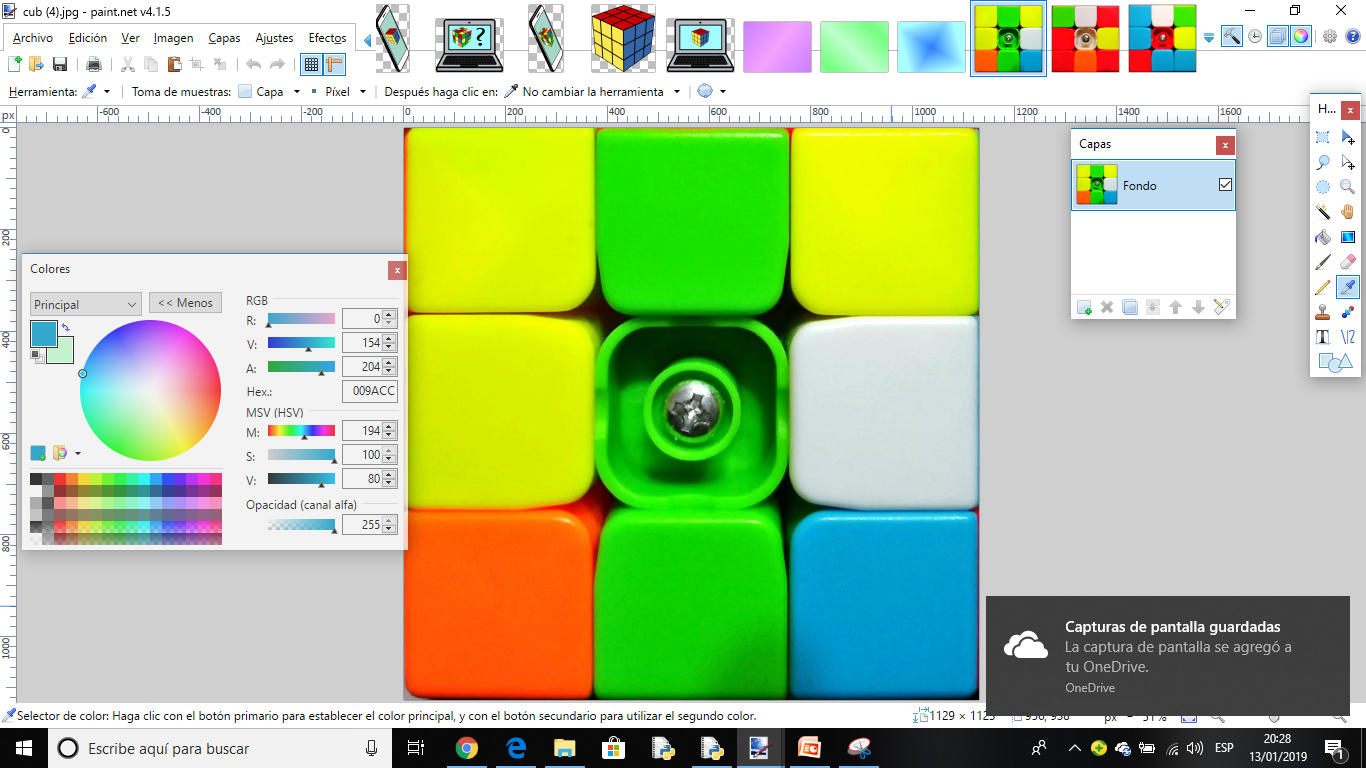 cub (4).jpg - paint.net v4.1.5
Archivo Edición Ver Imagen Capas Ajustes Efectos
?
Herramienta: Toma de muestras: Capa Píxel Después haga clic en: No cambiar la herramienta
px -600 -400 -200 0 200 400 600 800 1000 1200 1400 1600
H... x
0
200
400
600
800
1000
Capas x
Fondo
Colores x
Principal << Menos
RGB
R: 0
V: 154
A: 204
Hex.: 009ACC
MSV (HSV)
M: 194
S: 100
V: 80
Opacidad (canal alfa)
255
Capturas de pantalla guardadas
La captura de pantalla se agregó a
tu OneDrive.
OneDrive
Selector de color: Haga clic con el botón primario para establecer el color principal, y con el botón secundario para utilizar el segundo color.
1129 ×
px
Escribe aquí para buscar
ESP
20:28
13/01/2019
1